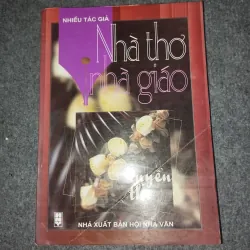 NHIỀU TÁC GIẢ
Nhà thơ
nhà giáo
NHÀ XUẤT BẢN HỘI NHÀ VĂN